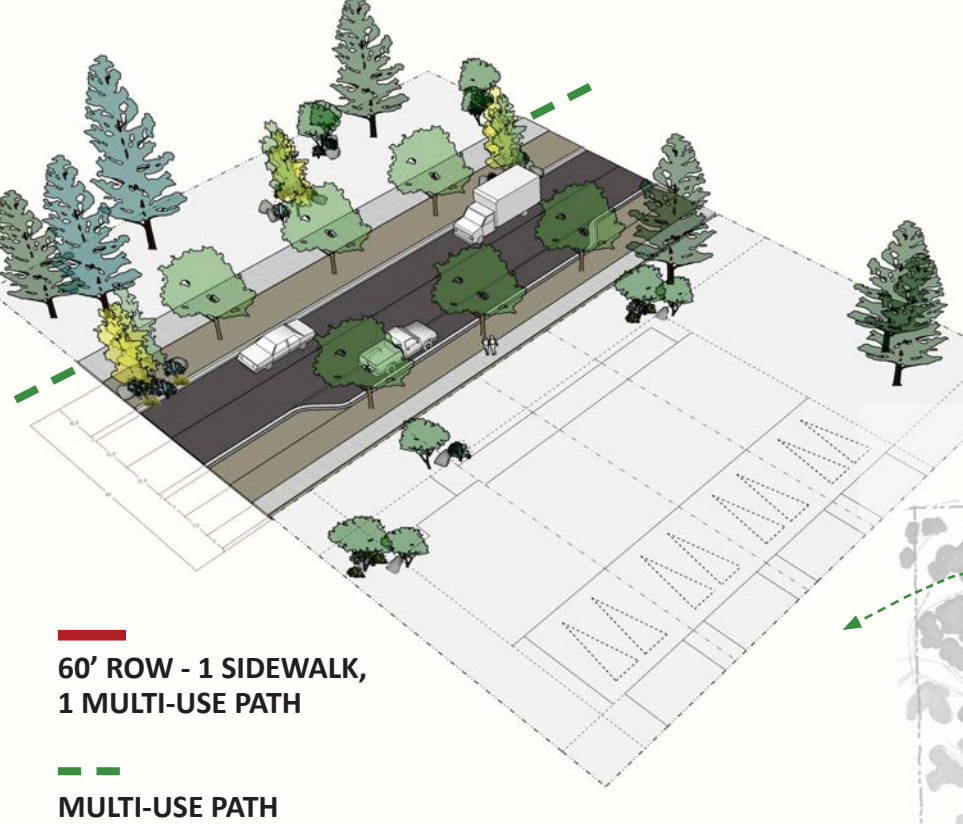 60’ ROW - 1 SIDEWALK,
1 MULTI-USE PATH
MULTI-USE PATH